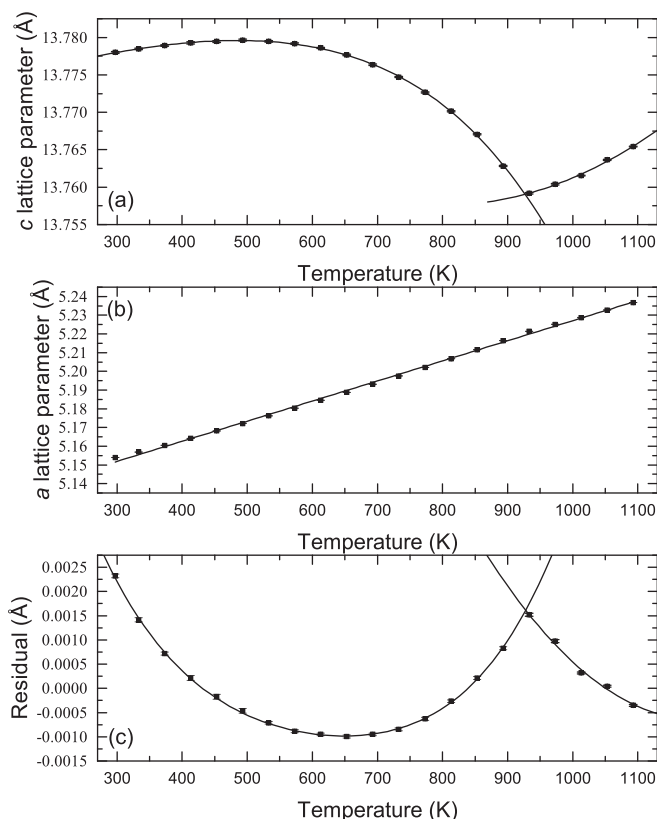 c lattice parameter (Å)
13.780
13.775
13.770
13.765
13.760
13.755
(a)
300 400 500 600 700 800 900 1000 1100
Temperature (K)
a lattice parameter (Å)
5.24
5.23
5.22
5.21
5.20
5.19
5.18
5.17
5.16
5.15
5.14
(b)
300 400 500 600 700 800 900 1000 1100
Temperature (K)
Residual (Å)
0.0025
0.0020
0.0015
0.0010
0.0005
0.0000
-0.0005
-0.0010
-0.0015
(c)
300 400 500 600 700 800 900 1000 1100
Temperature (K)